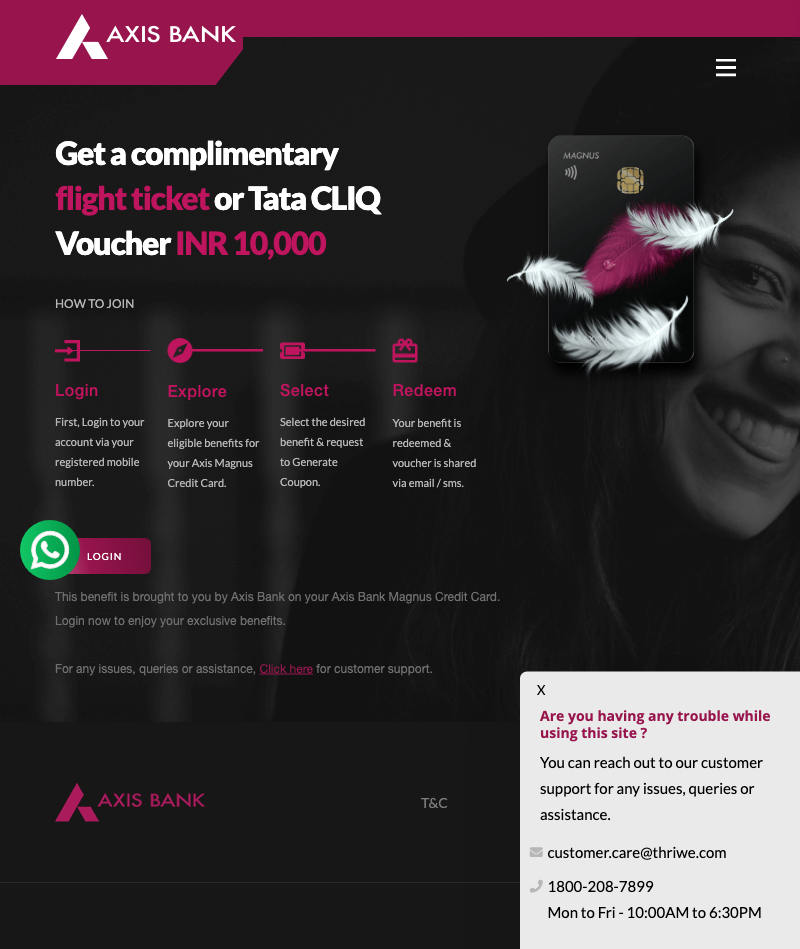 AXIS BANK
Get a complimentary
flight ticket or Tata CLIQ
Voucher INR 10,000
MAGNUS
HOW TO JOIN
Login
First, Login to your
account via your
registered mobile
number.
Explore
Explore your
eligible benefits for
your Axis Magnus
Credit Card.
Select
Select the desired
benefit & request
to Generate
Coupon.
Redeem
Your benefit is
redeemed &
voucher is shared
via email / sms.
LOGIN
This benefit is brought to you by Axis Bank on your Axis Bank Magnus Credit Card.
Login now to enjoy your exclusive benefits.
For any issues, queries or assistance, Click here for customer support.
X
Are you having any trouble while
using this site ?
You can reach out to our customer
support for any issues, queries or
assistance.
customer.care@thriwe.com
1800-208-7899
Mon to Fri - 10:00AM to 6:30PM
AXIS BANK
T&C